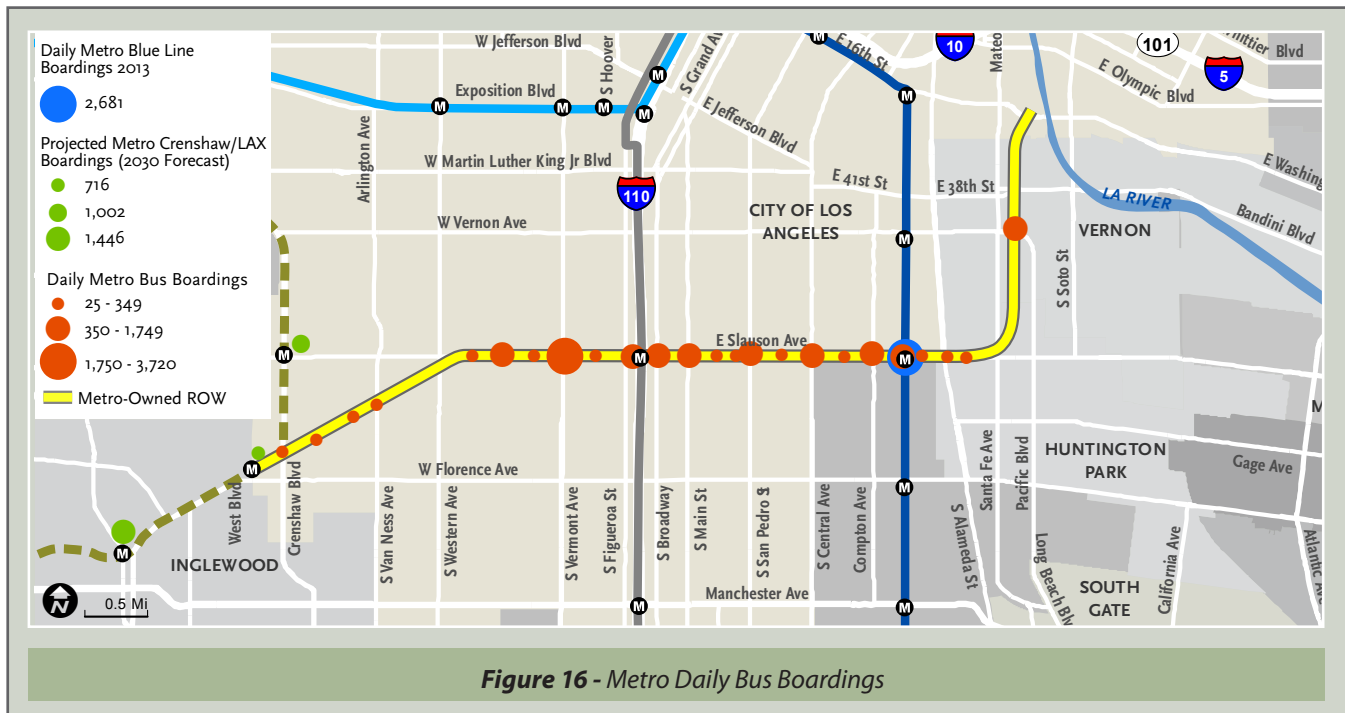 Daily Metro Blue Line
Boardings 2013
2,681
Projected Metro Crenshaw/LAX
Boardings (2030 Forecast)
716
1,002
1,446
Daily Metro Bus Boardings
25 - 349
350 - 1,749
1,750 - 3,720
Metro-Owned ROW
W Jefferson Blvd
S Hoover
S Grand Av
E 16th St
10
Mateo
101
Blvd
5
E Olympic Blvd
Exposition Blvd
M
M
M
M
M
M
M
E Jefferson Blvd
Arlington Ave
W Martin Luther King Jr Blvd
110
E 41st St
E 38th St
E Washing
LA RIVER
Bandini Blvd
CITY OF LOS
ANGELES
W Vernon Ave
M
VERNON
S Soto St
E Slauson Ave
M
M
M
M
W Florence Ave
M
West Blvd
Crenshaw Blvd
S Van Ness Ave
S Western Ave
S Vermont Ave
S Figueroa St
S Broadway
S Main St
S San Pedro S
S Central Ave
Compton Ave
M
S Alameda St
Santa Fe Ave
Pacific Blvd
HUNTINGTON
PARK
Gage Ave
M
M
INGLEWOOD
Long Beach Blv
SOUTH
GATE
California Ave
Atlantic Ave
N
0.5 Mi
M
Manchester Ave
M
Figure 16 - Metro Daily Bus Boardings